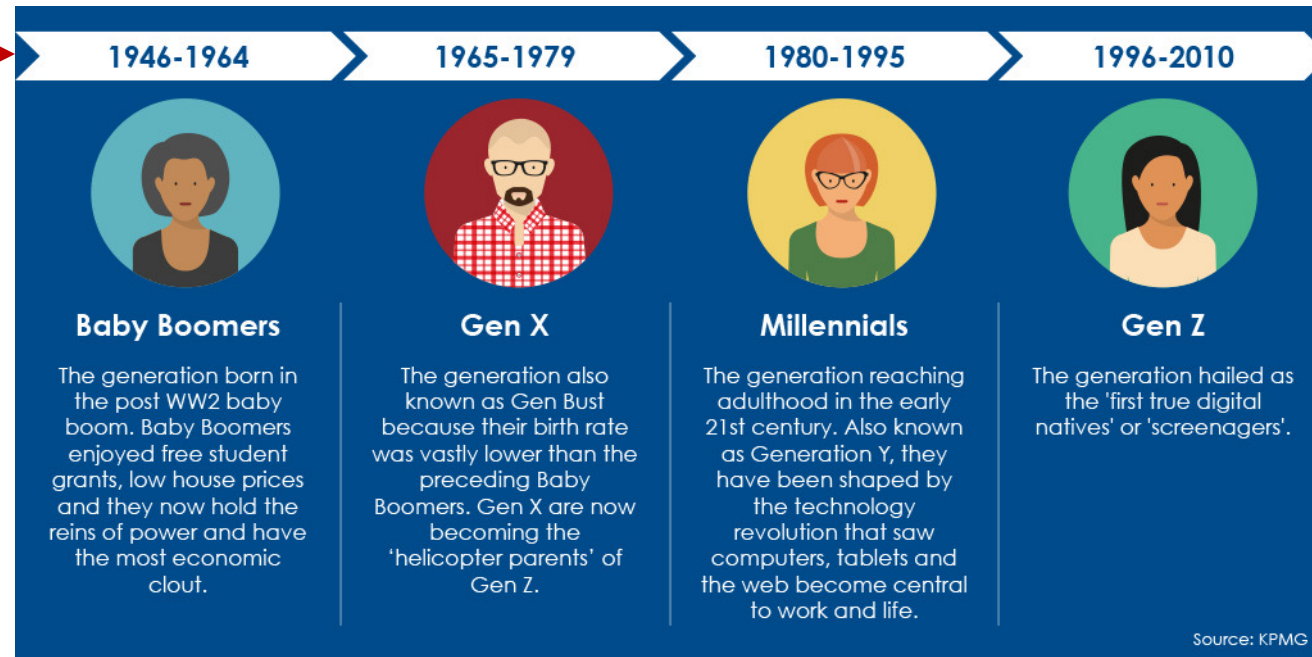 1946-1964
1965-1979
1980-1995
1996-2010
Baby Boomers
The generation born in
the post WW2 baby
boom. Baby Boomers
enjoyed free student
grants, low house prices
and they now hold the
reins of power and have
the most economic
clout.
Gen X
The generation also
known as Gen Bust
because their birth rate
was vastly lower than the
preceding Baby
Boomers. Gen X are now
becoming the
‘helicopter parents’ of
Gen Z.
Millennials
The generation reaching
adulthood in the early
21st century. Also known
as Generation Y, they
have been shaped by
the technology
revolution that saw
computers, tablets and
the web become central
to work and life.
Gen Z
The generation hailed as
the 'first true digital
natives' or 'screenagers'.
Source: KPMG